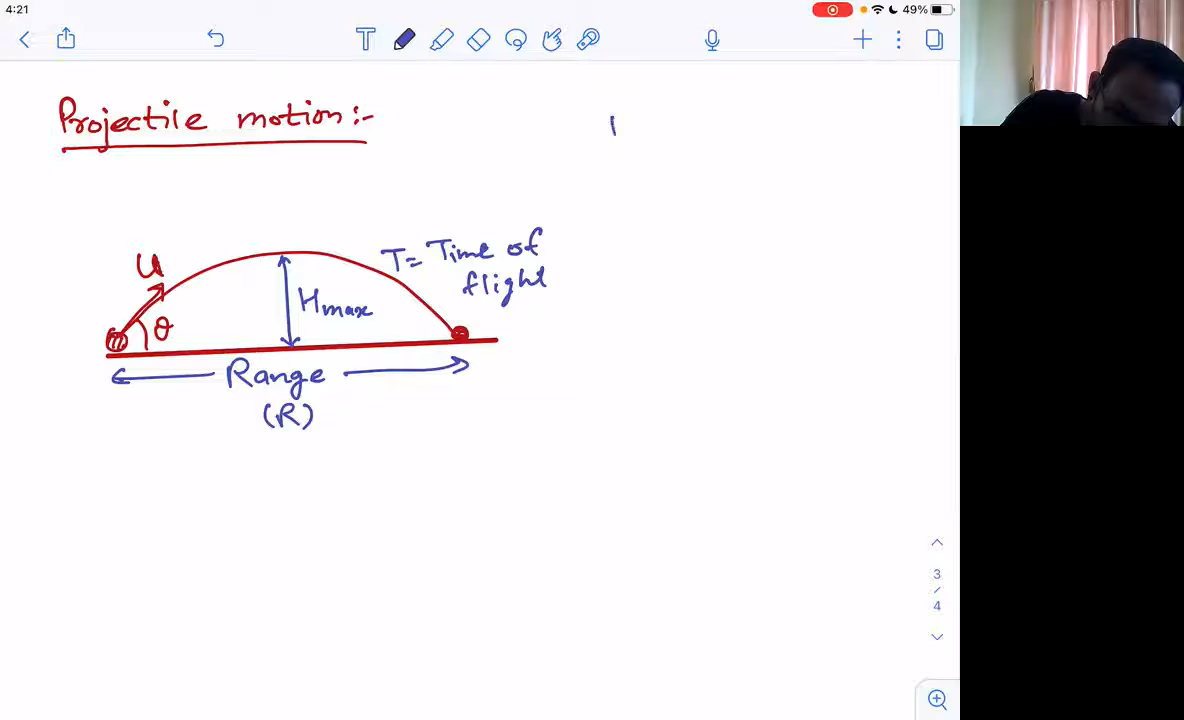 4:21
49%
T
Projectile motion:-
u
T= Time of
flight
Hmax
θ
Range
(R)
3
/
4